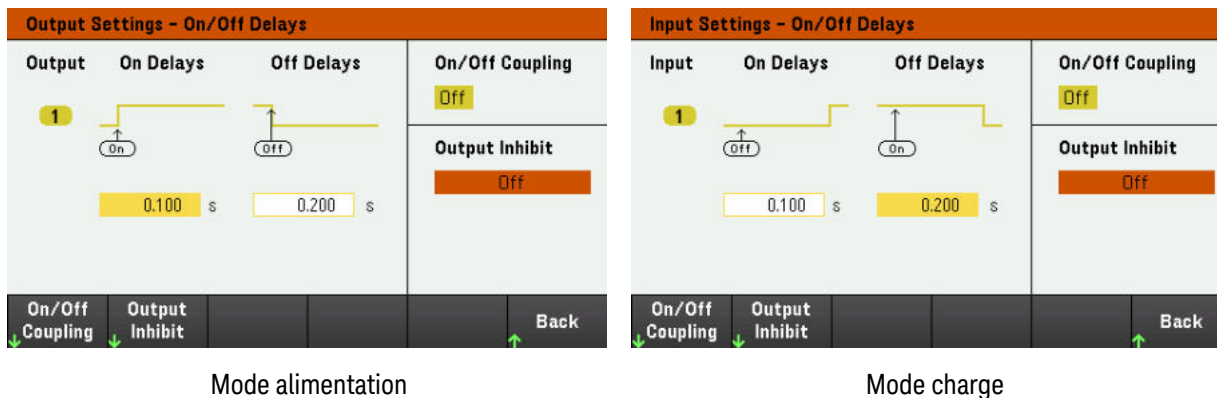 Output Settings - On/Off Delays
Output On Delays Off Delays On/Off Coupling
Off
1
On Off
Output Inhibit
Off
0.100 s 0.200 s
On/Off Coupling Output Inhibit Back
Mode alimentation
Input Settings - On/Off Delays
Input On Delays Off Delays On/Off Coupling
Off
1
Off On
Output Inhibit
Off
0.100 s 0.200 s
On/Off Coupling Output Inhibit Back
Mode charge